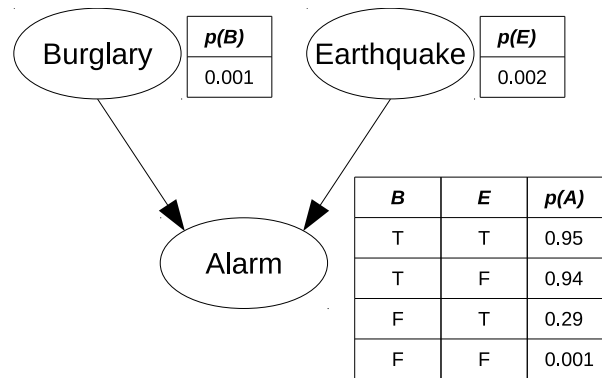 Burglary
p(B)
0.001
Earthquake
p(E)
0.002
Alarm
B E p(A)
T T 0.95
T F 0.94
F T 0.29
F F 0.001